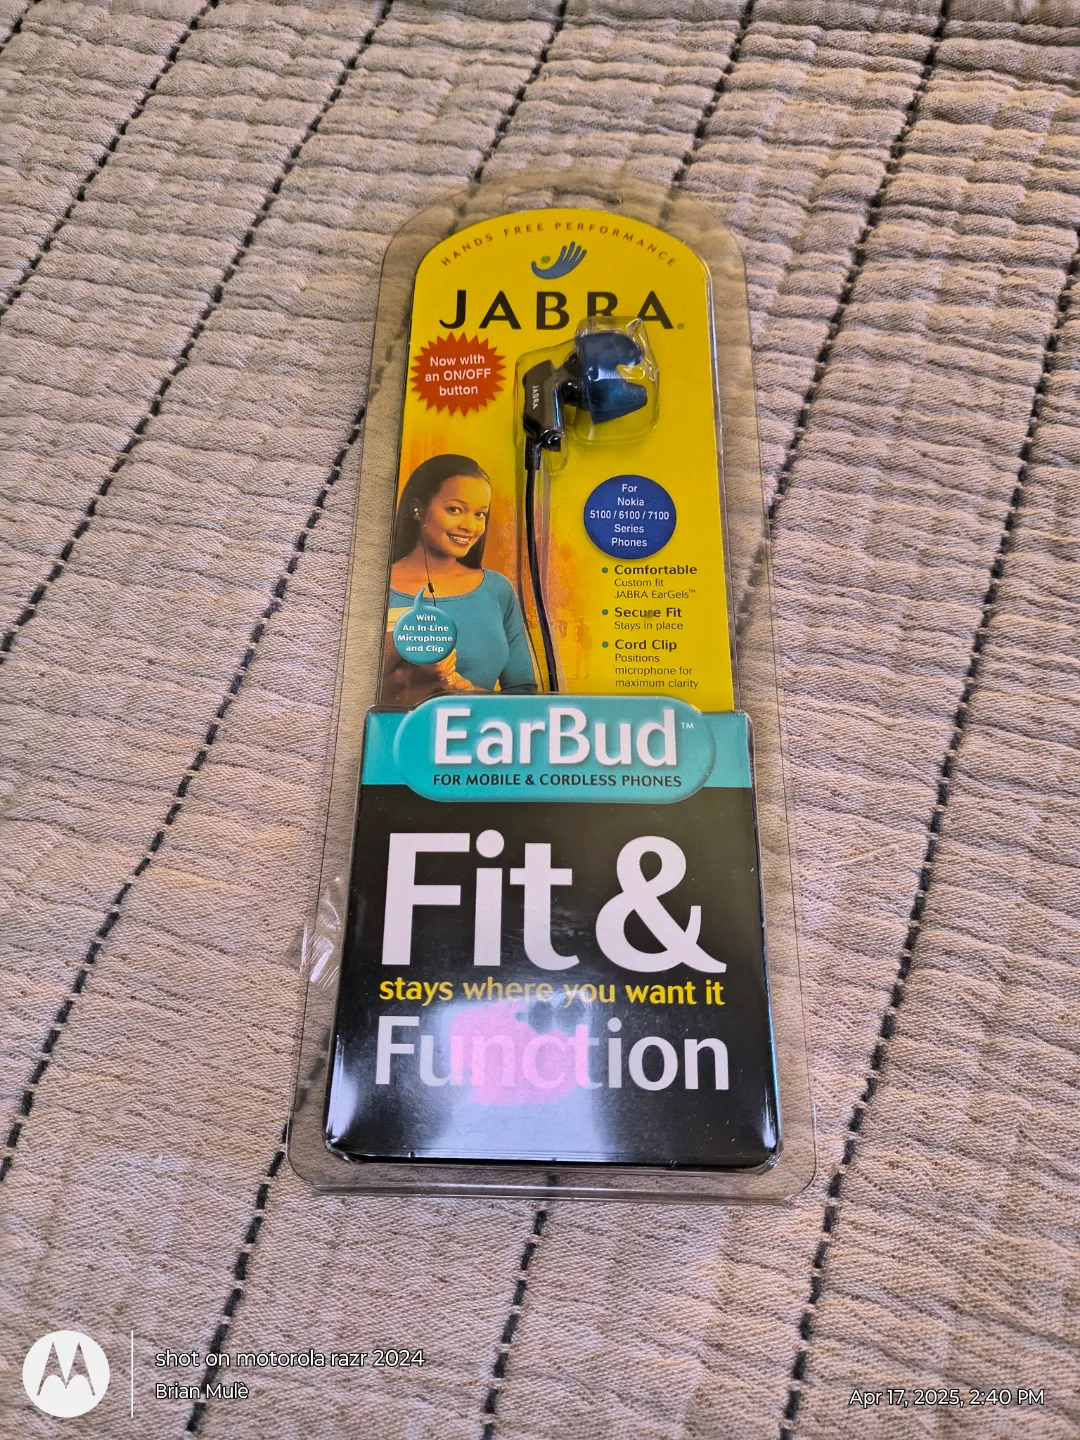 HANDS FREE PERFORMANCE
JABRA®
Now with
an ON/OFF
button
JABRA
For
Nokia
5100 / 6100 / 7100
Series
Phones
• Comfortable
Custom fit
JABRA EarGels™
• Secure Fit
Stays in place
• Cord Clip
Positions
microphone for
maximum clarity
With
An In-Line
Microphone
and Clip
EarBud™
FOR MOBILE & CORDLESS PHONES
Fit &
stays where you want it
Function
shot on motorola razr 2024
Brian Mulè
Apr 17, 2025, 2:40 PM